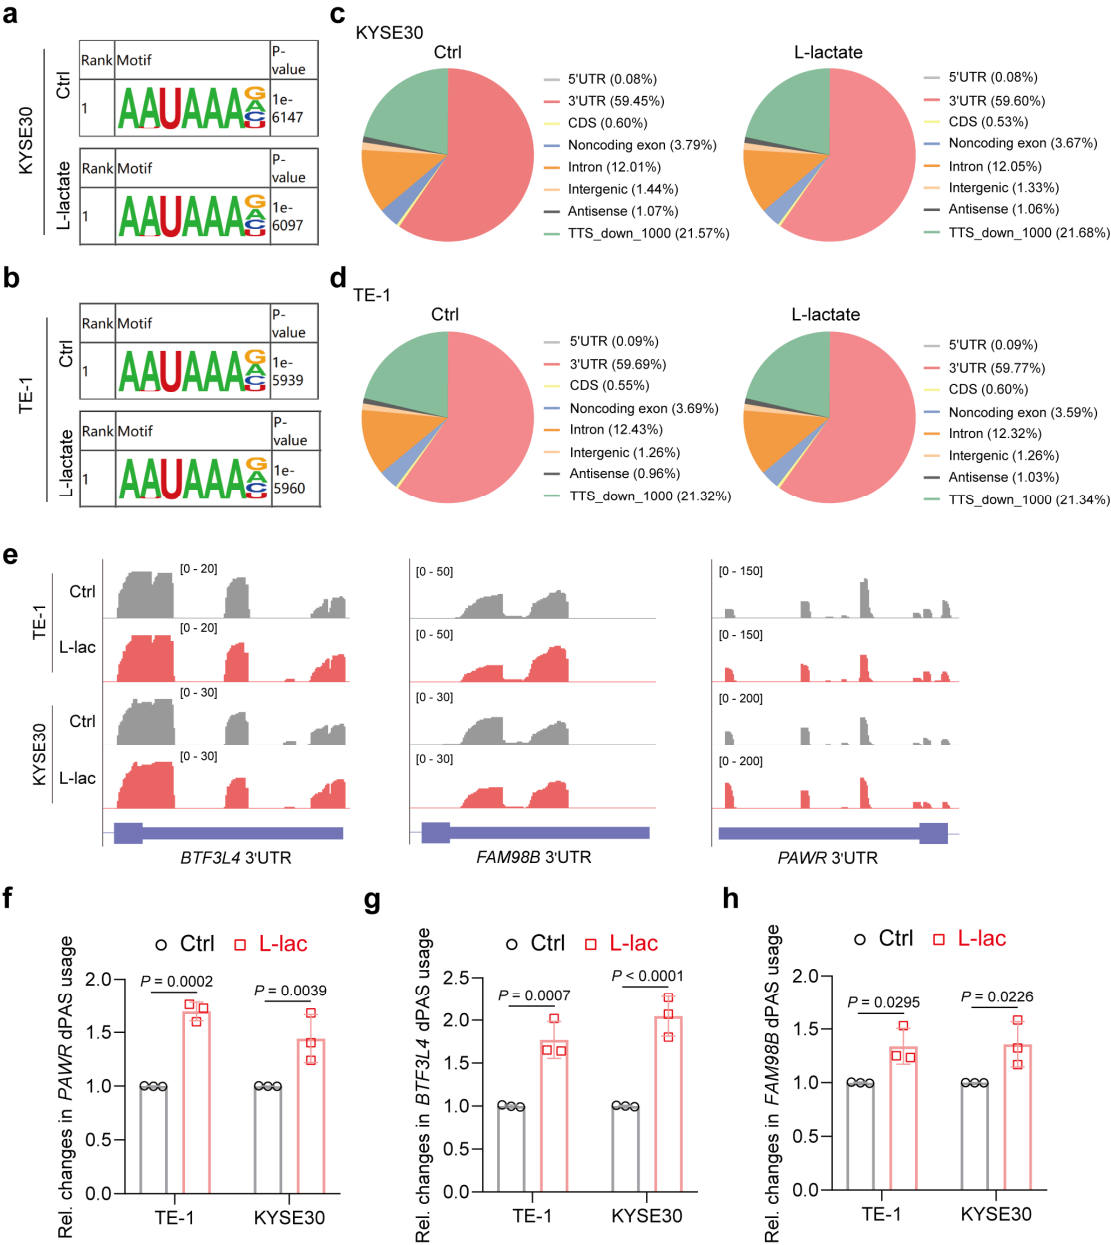 a
KYSE30
Ctrl
Rank Motif P-value
1 AAUAAAGACU 1e-6147
L-lactate
Rank Motif P-value
1 AAUAAAGACU 1e-6097
b
TE-1
Ctrl
Rank Motif P-value
1 AAUAAAGACU 1e-5939
L-lactate
Rank Motif P-value
1 AAUAAAGACU 1e-5960
c
KYSE30
Ctrl
5'UTR (0.08%)
3'UTR (59.45%)
CDS (0.60%)
Noncoding exon (3.79%)
Intron (12.01%)
Intergenic (1.44%)
Antisense (1.07%)
TTS_down_1000 (21.57%)
L-lactate
5'UTR (0.08%)
3'UTR (59.60%)
CDS (0.53%)
Noncoding exon (3.67%)
Intron (12.05%)
Intergenic (1.33%)
Antisense (1.06%)
TTS_down_1000 (21.68%)
d
TE-1
Ctrl
5'UTR (0.09%)
3'UTR (59.69%)
CDS (0.55%)
Noncoding exon (3.69%)
Intron (12.43%)
Intergenic (1.26%)
Antisense (0.96%)
TTS_down_1000 (21.32%)
L-lactate
5'UTR (0.09%)
3'UTR (59.77%)
CDS (0.60%)
Noncoding exon (3.59%)
Intron (12.32%)
Intergenic (1.26%)
Antisense (1.03%)
TTS_down_1000 (21.34%)
e
TE-1
Ctrl
[0 - 20] [0 - 50] [0 - 150]
L-lac
[0 - 20] [0 - 50] [0 - 150]
KYSE30
Ctrl
[0 - 30] [0 - 30] [0 - 200]
L-lac
[0 - 30] [0 - 30] [0 - 200]
BTF3L4 3'UTR FAM98B 3'UTR PAWR 3'UTR
f
Ctrl L-lac
Rel. changes in PAWR dPAS usage
2.0
1.5
1.0
0.5
0.0
P = 0.0002
P = 0.0039
TE-1 KYSE30
g
Ctrl L-lac
Rel. changes in BTF3L4 dPAS usage
2.5
2.0
1.5
1.0
0.5
0.0
P = 0.0007
P < 0.0001
TE-1 KYSE30
h
Ctrl L-lac
Rel. changes in FAM98B dPAS usage
2.0
1.5
1.0
0.5
0.0
P = 0.0295
P = 0.0226
TE-1 KYSE30